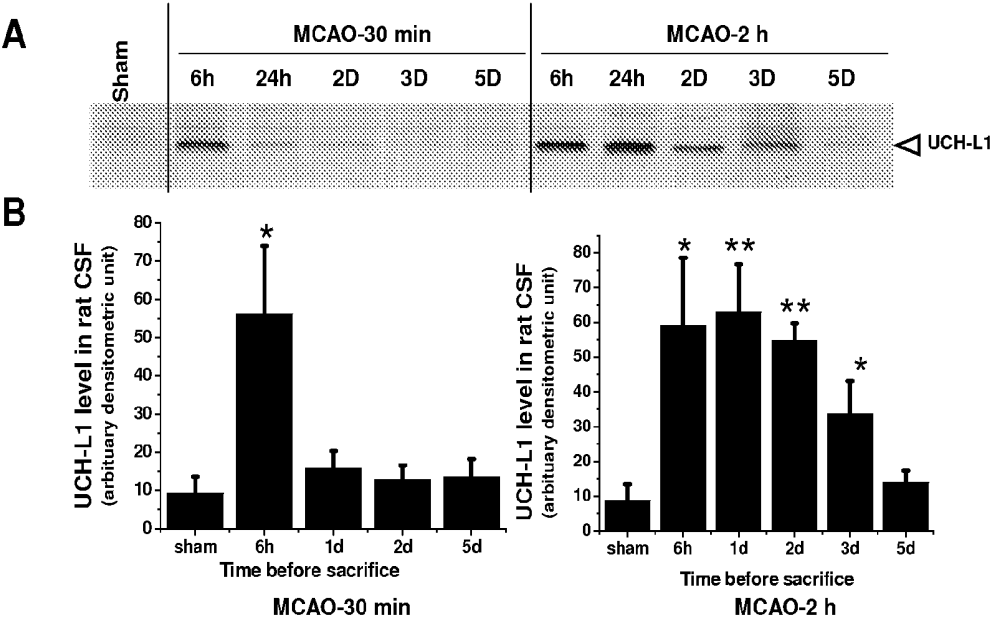 A
Sham
MCAO-30 min
MCAO-2 h
6h 24h 2D 3D 5D
6h 24h 2D 3D 5D
UCH-L1
B
UCH-L1 level in rat CSF
(arbituary densitometric unit)
80
70
60
50
40
30
20
10
0
*
sham 6h 1d 2d 5d
Time before sacrifice
MCAO-30 min
UCH-L1 level in rat CSF
(arbituary densitometric unit)
80
70
60
50
40
30
20
10
0
* ** ** *
sham 6h 1d 2d 3d 5d
Time before sacrifice
MCAO-2 h